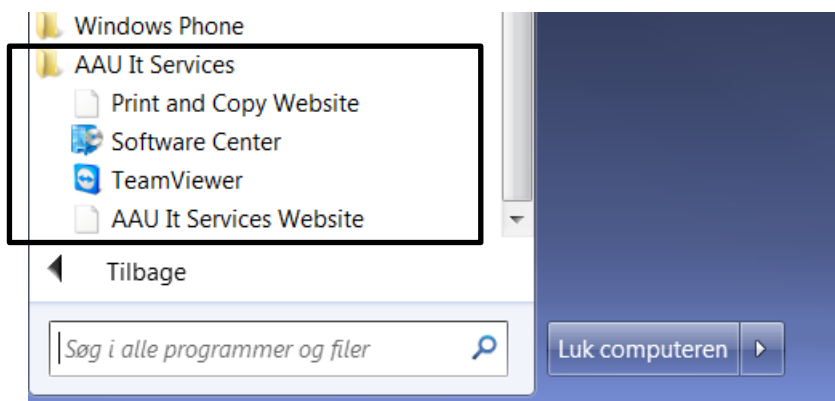 Windows Phone
AAU It Services
Print and Copy Website
Software Center
TeamViewer
AAU It Services Website
Tilbage
Søg i alle programmer og filer
Luk computeren